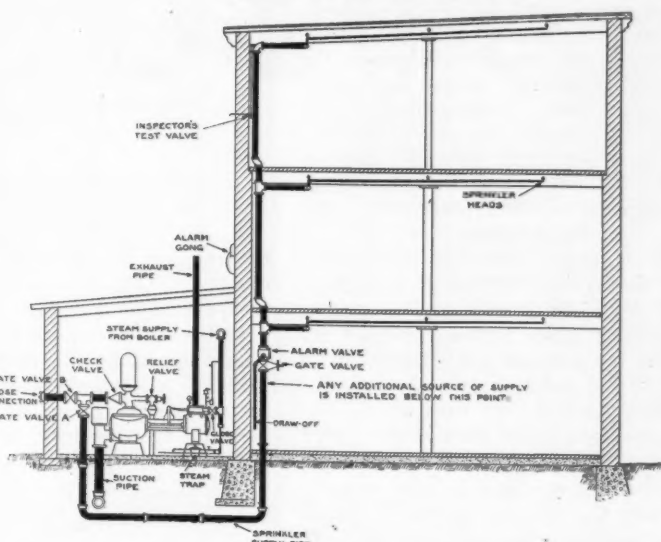 INSPECTOR'S
TEST VALVE
SPRINKLER
HEADS
ALARM
GONG
EXHAUST
PIPE
STEAM SUPPLY
FROM BOILER
CHECK
VALVE
RELIEF
VALVE
ALARM VALVE
GATE VALVE
ATE VALVE B
OSE
NNECTION
ATE VALVE A
ANY ADDITIONAL SOURCE OF SUPPLY
IS INSTALLED BELOW THIS POINT
DRAW-OFF
VALVE
SUCTION
PIPE
STEAM
TRAP
SPRINKLER